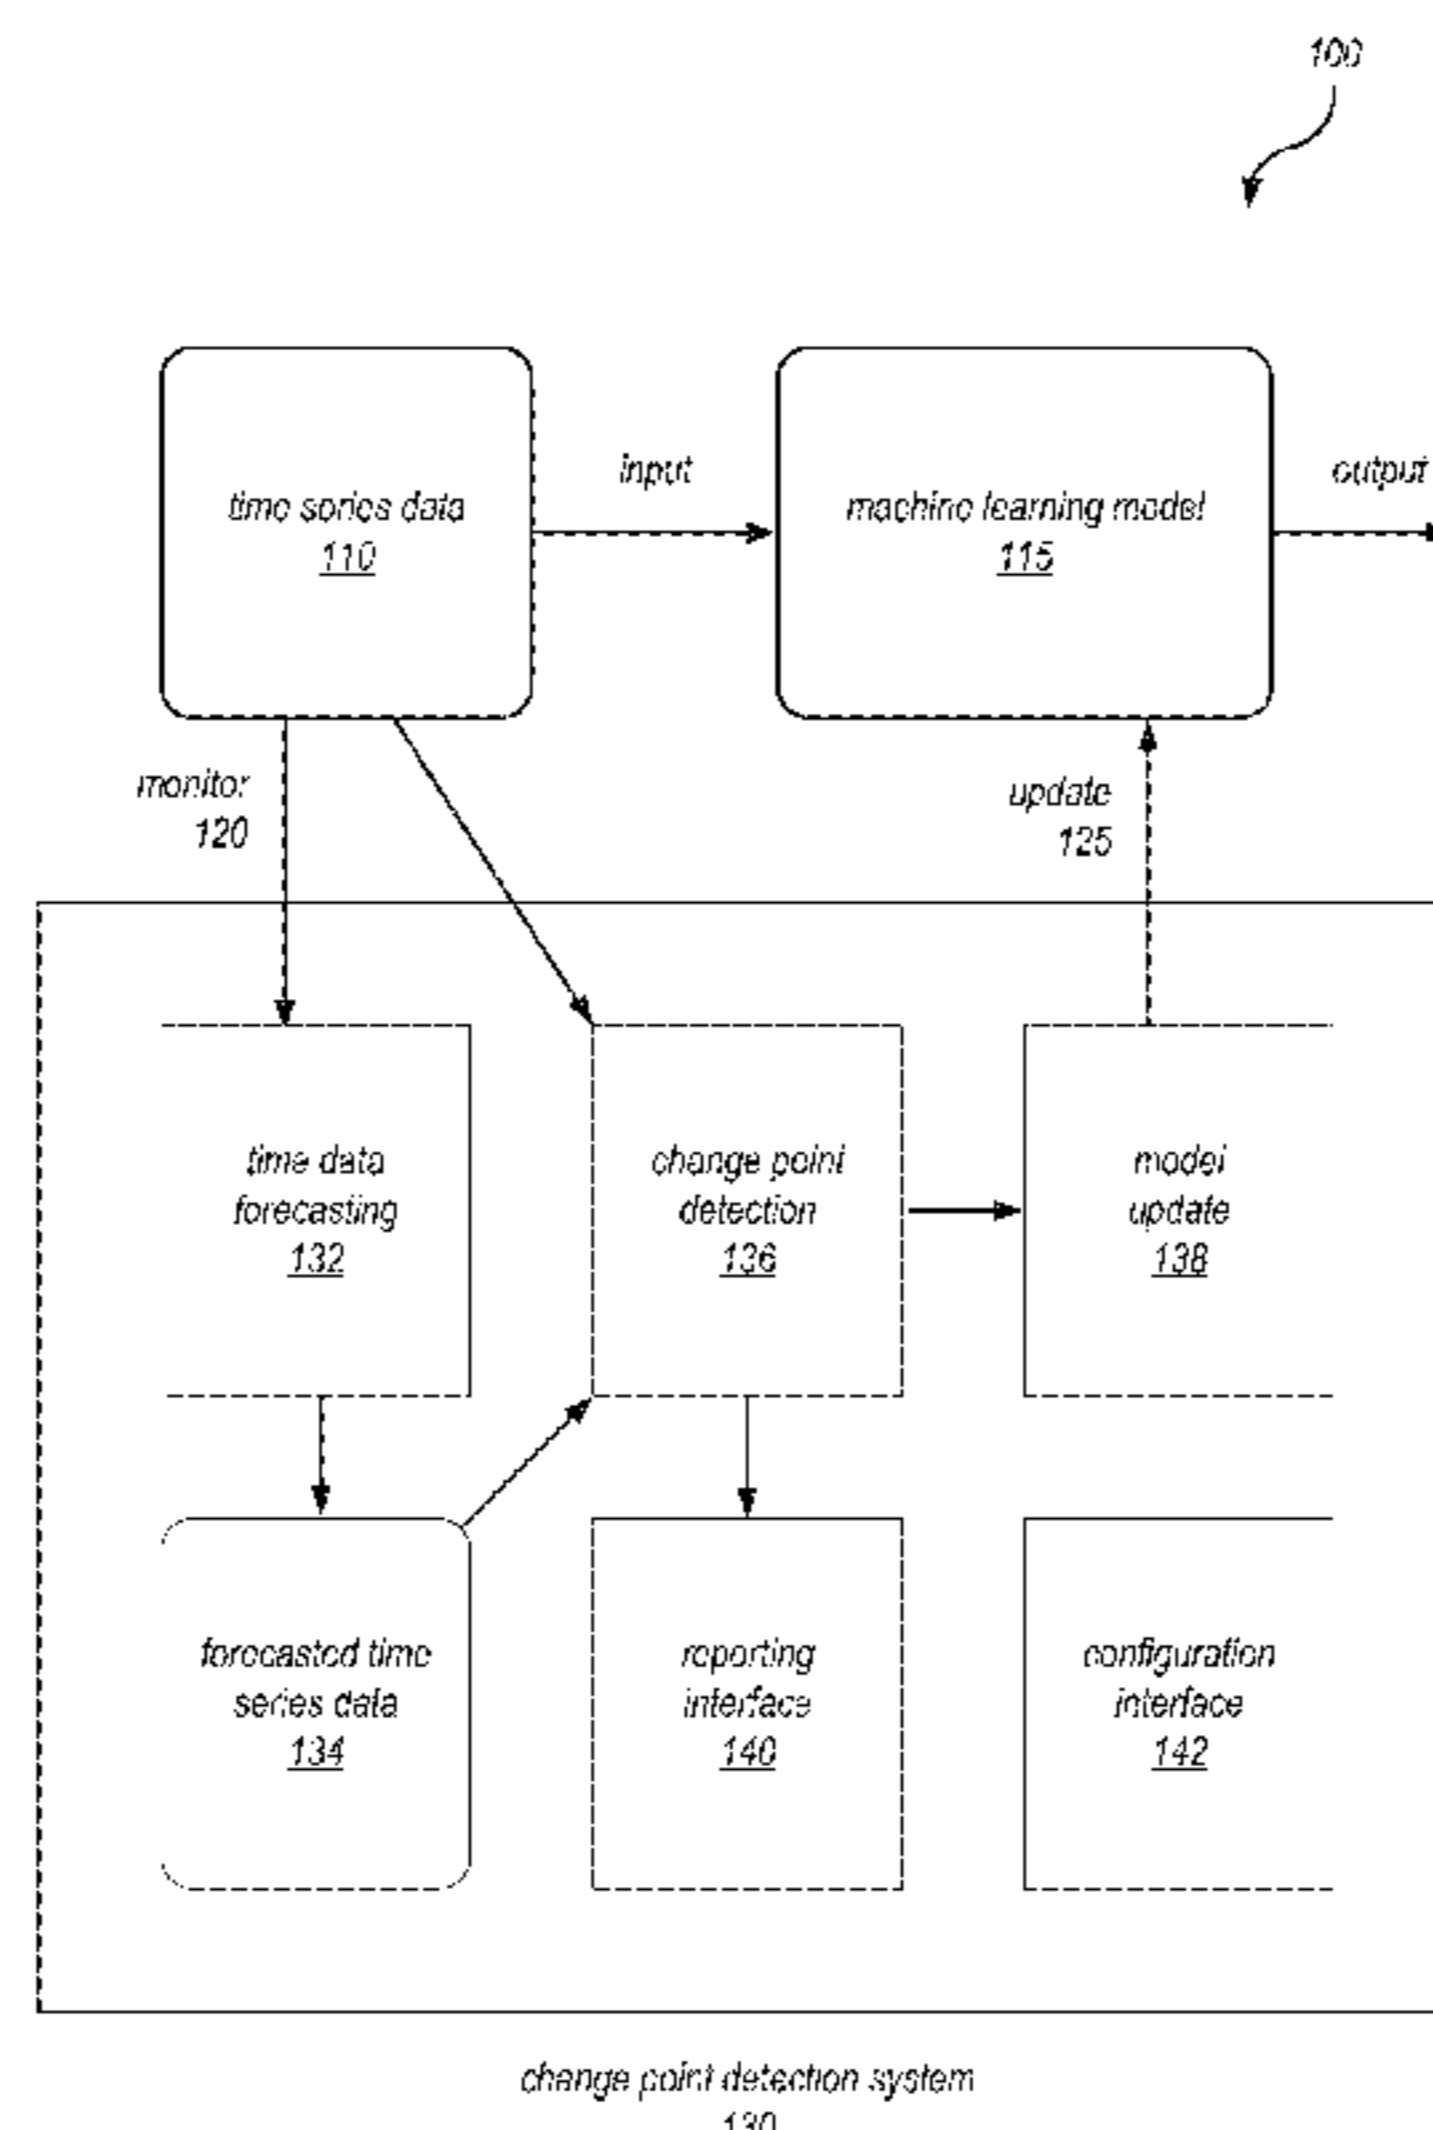 100
time series data
110
input
machine learning model
115
output
monitor
120
update
125
time data
forecasting
132
change point
detection
136
model
update
138
forecasted time
series data
134
reporting
interface
140
configuration
interface
142
change point detection system
130